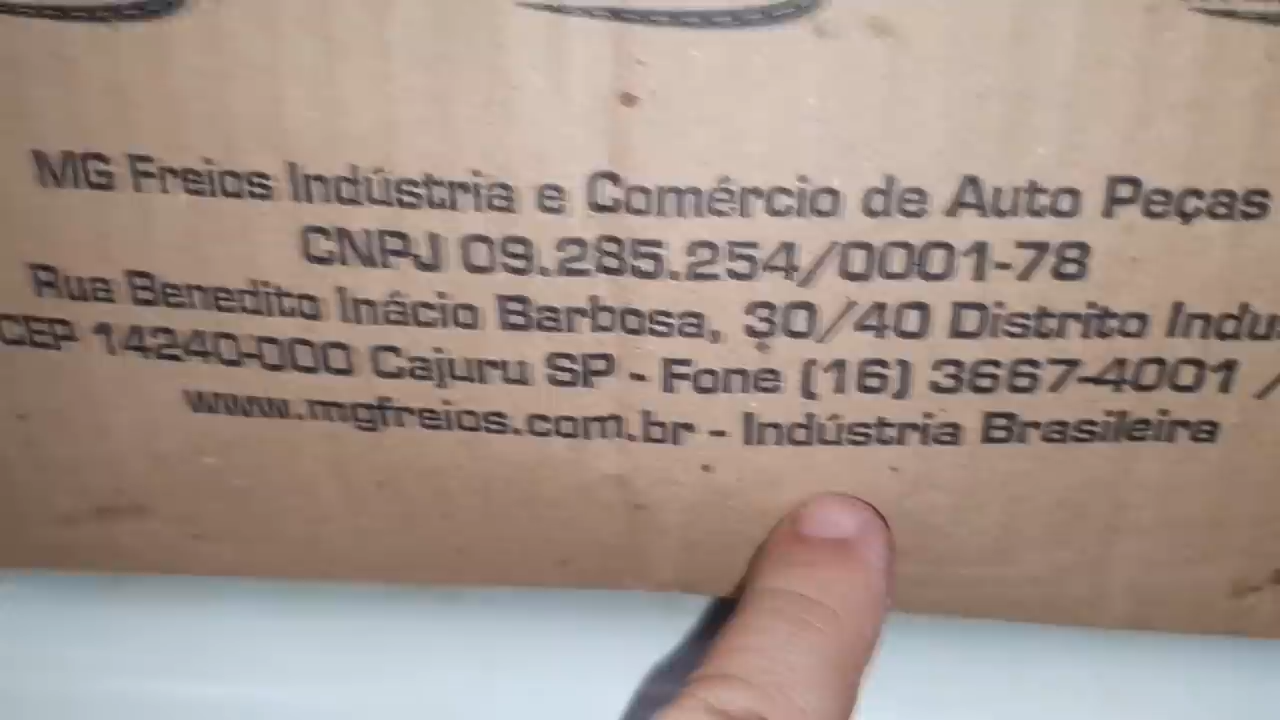 MG Freios Indústria e Comércio de Auto Peças
CNPJ 09.285.254/0001-78
Rua Benedito Inácio Barbosa, 30/40 Distrito Indu
CEP 14240-000 Cajuru SP - Fone (16) 3667-4001 /
www.mgfreios.com.br - Indústria Brasileira